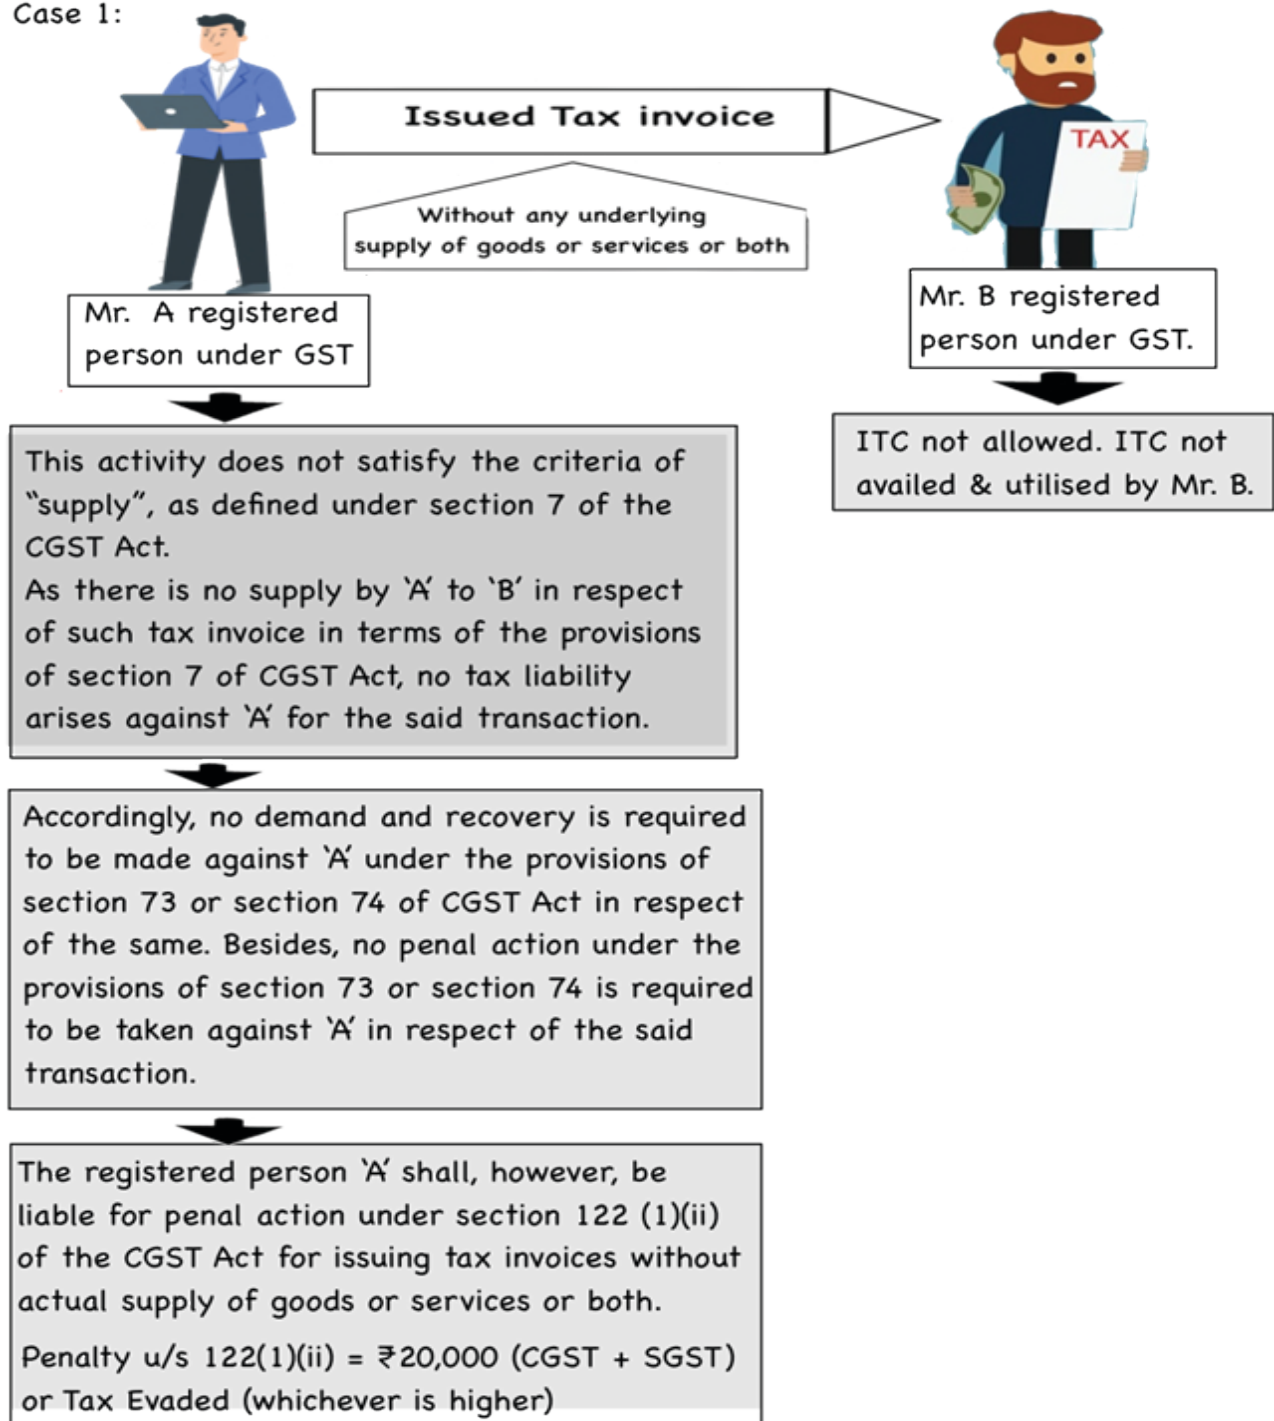 Case 1:
Issued Tax invoice
TAX
Without any underlying
supply of goods or services or both
Mr. A registered
person under GST
Mr. B registered
person under GST.
ITC not allowed. ITC not
availed & utilised by Mr. B.
This activity does not satisfy the criteria of
“supply”, as defined under section 7 of the
CGST Act.
As there is no supply by ‘A’ to ‘B’ in respect
of such tax invoice in terms of the provisions
of section 7 of CGST Act, no tax liability
arises against ‘A’ for the said transaction.
Accordingly, no demand and recovery is required
to be made against ‘A’ under the provisions of
section 73 or section 74 of CGST Act in respect
of the same. Besides, no penal action under the
provisions of section 73 or section 74 is required
to be taken against ‘A’ in respect of the said
transaction.
The registered person ‘A’ shall, however, be
liable for penal action under section 122 (1)(ii)
of the CGST Act for issuing tax invoices without
actual supply of goods or services or both.
Penalty u/s 122(1)(ii) = ₹20,000 (CGST + SGST)
or Tax Evaded (whichever is higher)